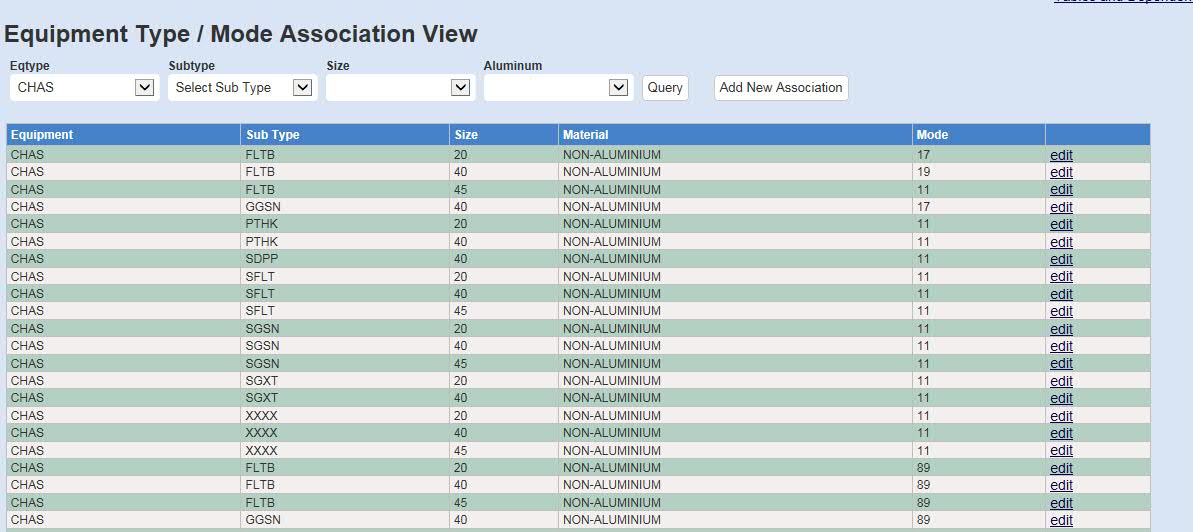 Tables and Dependen
Equipment Type / Mode Association View
Eqtype Subtype Size Aluminum
CHAS Select Sub Type Query Add New Association
Equipment Sub Type Size Material Mode
CHAS FLTB 20 NON-ALUMINIUM 17 edit
CHAS FLTB 40 NON-ALUMINIUM 19 edit
CHAS FLTB 45 NON-ALUMINIUM 11 edit
CHAS GGSN 40 NON-ALUMINIUM 17 edit
CHAS PTHK 20 NON-ALUMINIUM 11 edit
CHAS PTHK 40 NON-ALUMINIUM 11 edit
CHAS SDPP 40 NON-ALUMINIUM 11 edit
CHAS SFLT 20 NON-ALUMINIUM 11 edit
CHAS SFLT 40 NON-ALUMINIUM 11 edit
CHAS SFLT 45 NON-ALUMINIUM 11 edit
CHAS SGSN 20 NON-ALUMINIUM 11 edit
CHAS SGSN 40 NON-ALUMINIUM 11 edit
CHAS SGSN 45 NON-ALUMINIUM 11 edit
CHAS SGXT 20 NON-ALUMINIUM 11 edit
CHAS SGXT 40 NON-ALUMINIUM 11 edit
CHAS XXXX 20 NON-ALUMINIUM 11 edit
CHAS XXXX 40 NON-ALUMINIUM 11 edit
CHAS XXXX 45 NON-ALUMINIUM 11 edit
CHAS FLTB 20 NON-ALUMINIUM 89 edit
CHAS FLTB 40 NON-ALUMINIUM 89 edit
CHAS FLTB 45 NON-ALUMINIUM 89 edit
CHAS GGSN 40 NON-ALUMINIUM 89 edit